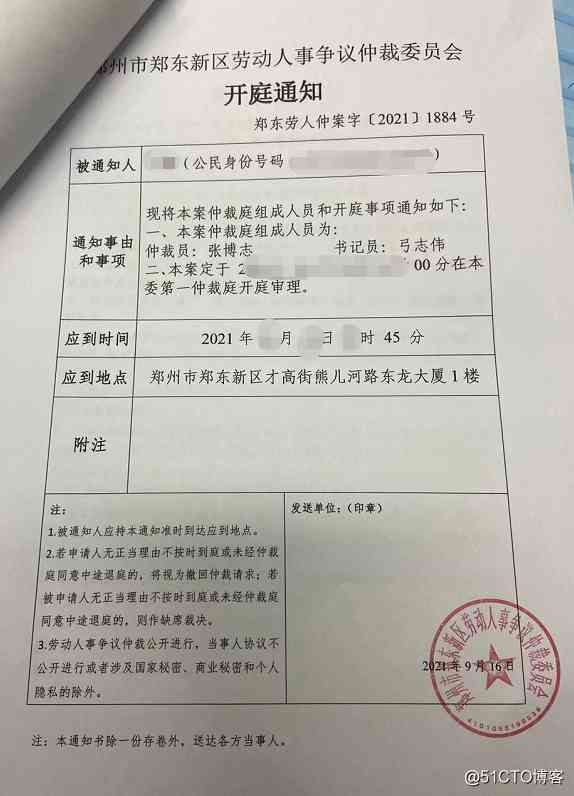 郑州市郑东新区劳动人事争议仲裁委员会
开庭通知
郑东劳人仲案字〔2021〕1884 号
被通知人
(公民身份号码
)
通知事由
和事项
现将本案仲裁庭组成人员和开庭事项通知如下:
一、本案仲裁庭组成人员为:
仲裁员:张博志 书记员:弓志伟
二、本案定于 2 00 分在本
委第一仲裁庭开庭审理。
应到时间
2021 年 月 日 时 45 分
应到地点
郑州市郑东新区才高街熊儿河路东龙大厦 1 楼
附注
注:
1.被通知人应持本通知准时到达应到地点。
2.若申请人无正当理由不按时到庭或未经仲裁
庭同意中途退庭的,将视为撤回仲裁请求;若
被申请人无正当理由不按时到庭或未经仲裁庭
同意中途退庭的,则作缺席裁决。
3.劳动人事争议仲裁公开进行,当事人协议不
公开进行或者涉及国家秘密、商业秘密和个人
隐私的除外。
发送单位:(印章)
郑州市郑东新区劳动人事争议仲裁委员会
2021 年 9 月 16 日
注:本通知书除一份存卷外,送达各方当事人。
@51CTO博客